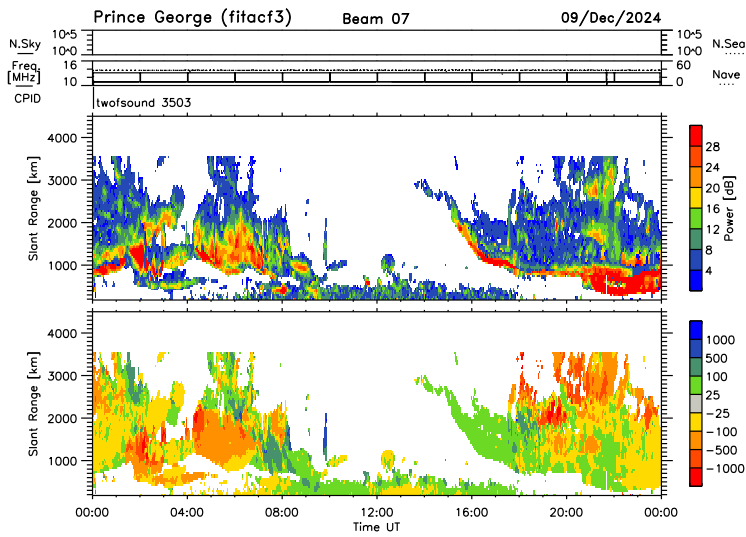 Prince George (fitacf3) Beam 07 09/Dec/2024
N.Sky 10^5 10^0 10^5 10^0 N.Sea
Freq. [MHz] 16 10 60 0 Nave
CPID twofsound 3503
Slant Range [km] 4000 3000 2000 1000
28 24 20 16 12 8 4 Power [dB]
Slant Range [km] 4000 3000 2000 1000
1000 500 100 25 -25 -100 -500 -1000
00:00 04:00 08:00 12:00 16:00 20:00 00:00
Time UT